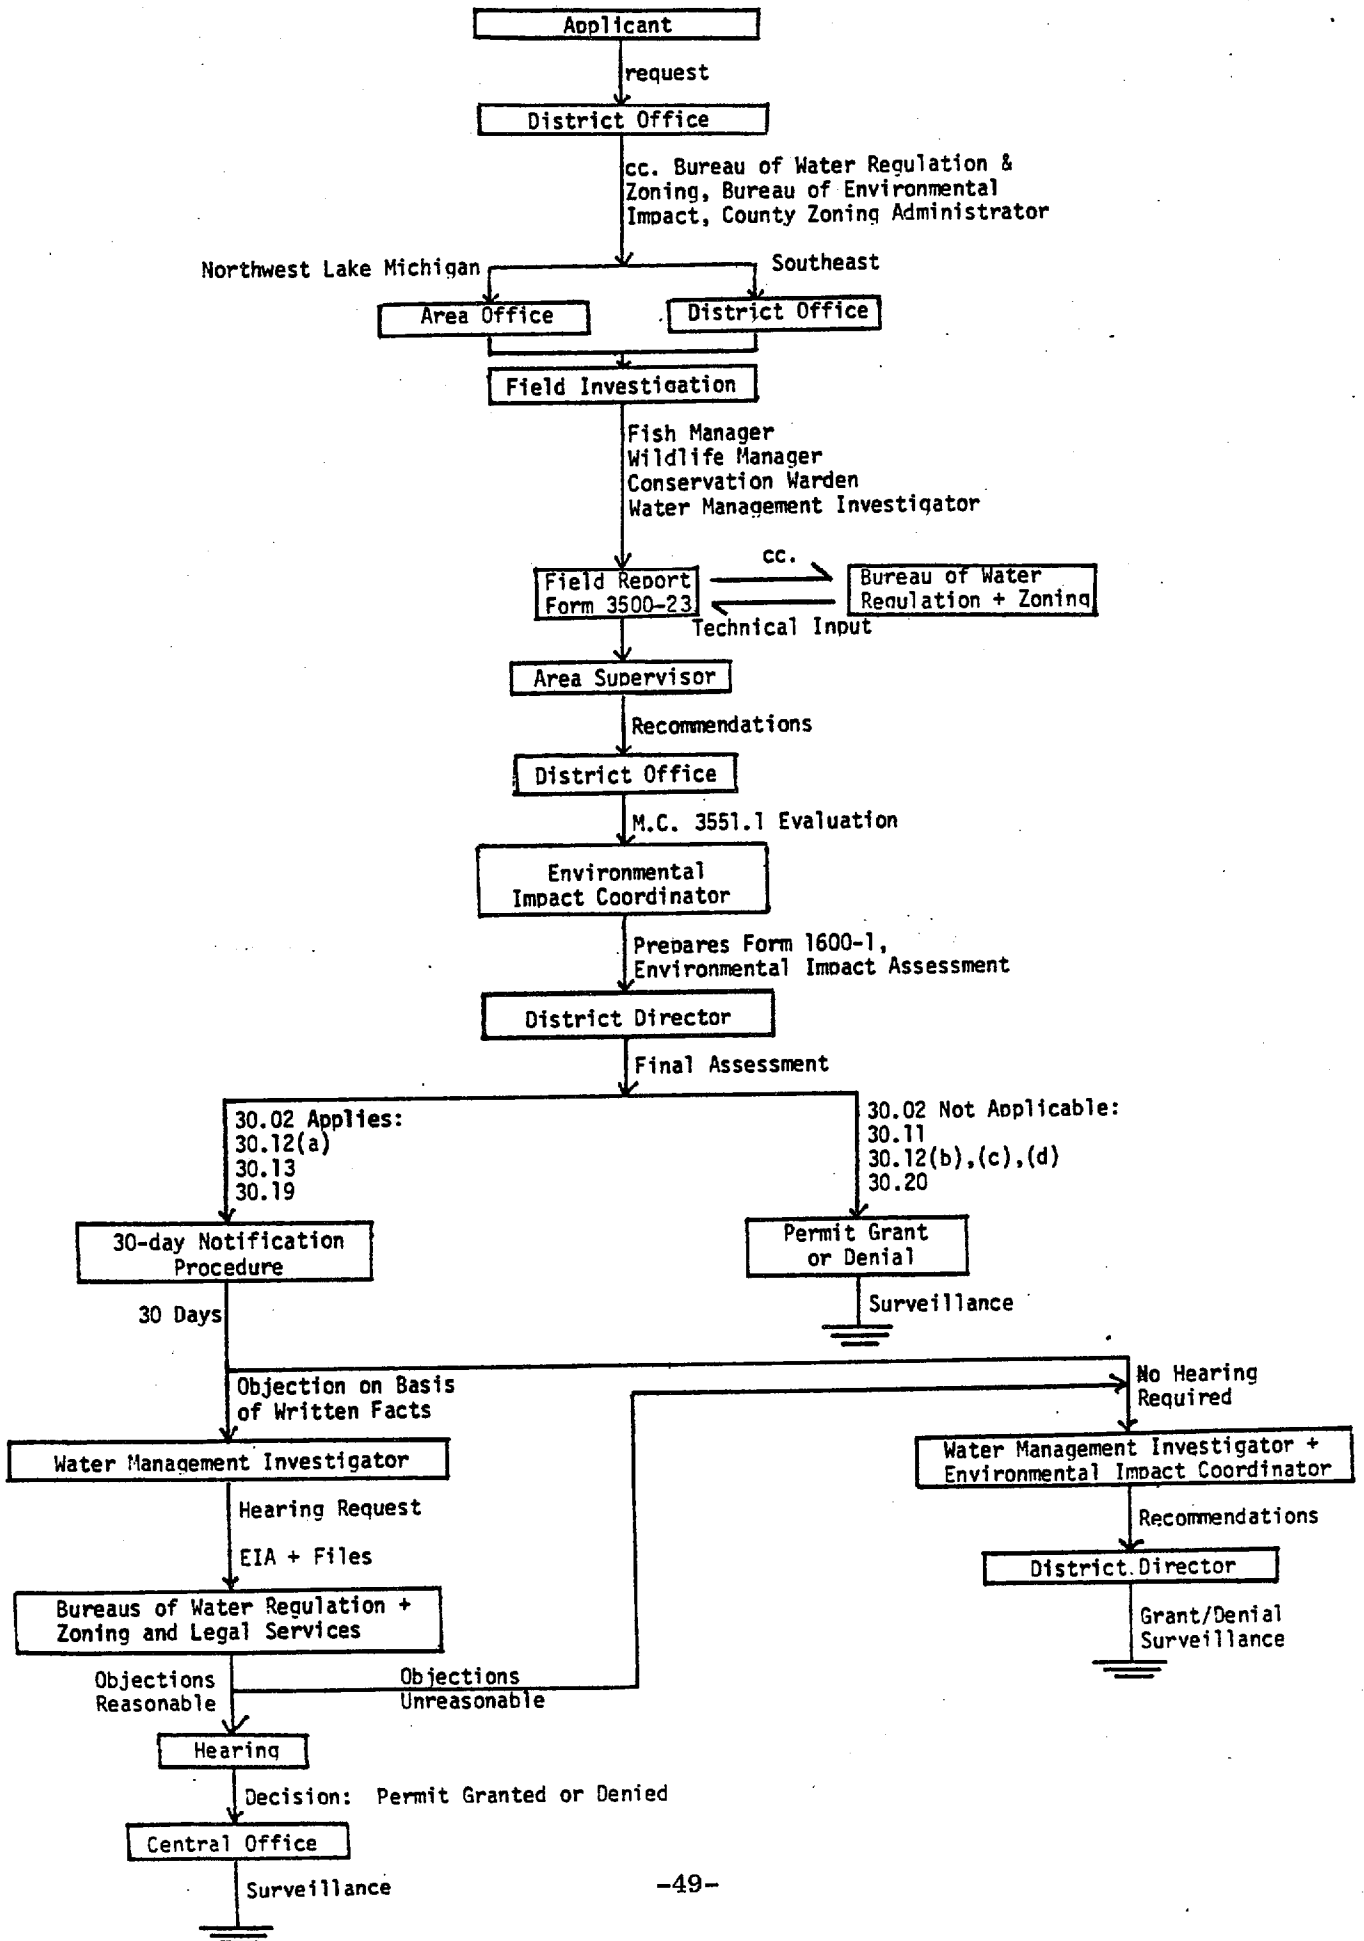 Applicant
request
District Office
cc. Bureau of Water Regulation &
Zoning, Bureau of Environmental
Impact, County Zoning Administrator
Northwest Lake Michigan
Southeast
Area Office
District Office
Field Investigation
Fish Manager
Wildlife Manager
Conservation Warden
Water Management Investigator
cc.
Field Report
Form 3500-23
Bureau of Water
Regulation + Zoning
Technical Input
Area Supervisor
Recommendations
District Office
M.C. 3551.1 Evaluation
Environmental
Impact Coordinator
Prepares Form 1600-1,
Environmental Impact Assessment
District Director
Final Assessment
30.02 Applies:
30.12(a)
30.13
30.19
30.02 Not Applicable:
30.11
30.12(b),(c),(d)
30.20
30-day Notification
Procedure
Permit Grant
or Denial
30 Days
Surveillance
Objection on Basis
of Written Facts
No Hearing
Required
Water Management Investigator
Water Management Investigator +
Environmental Impact Coordinator
Hearing Request
EIA + Files
Recommendations
District Director
Bureaus of Water Regulation +
Zoning and Legal Services
Grant/Denial
Surveillance
Objections
Reasonable
Objections
Unreasonable
Hearing
Decision: Permit Granted or Denied
Central Office
Surveillance
-49-